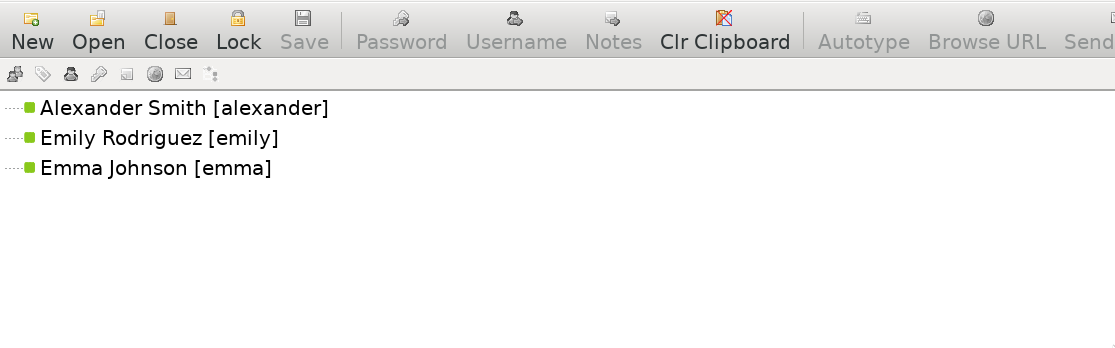 New Open Close Lock Save Password Username Notes Clr Clipboard Autotype Browse URL Send
Alexander Smith [alexander]
Emily Rodriguez [emily]
Emma Johnson [emma]